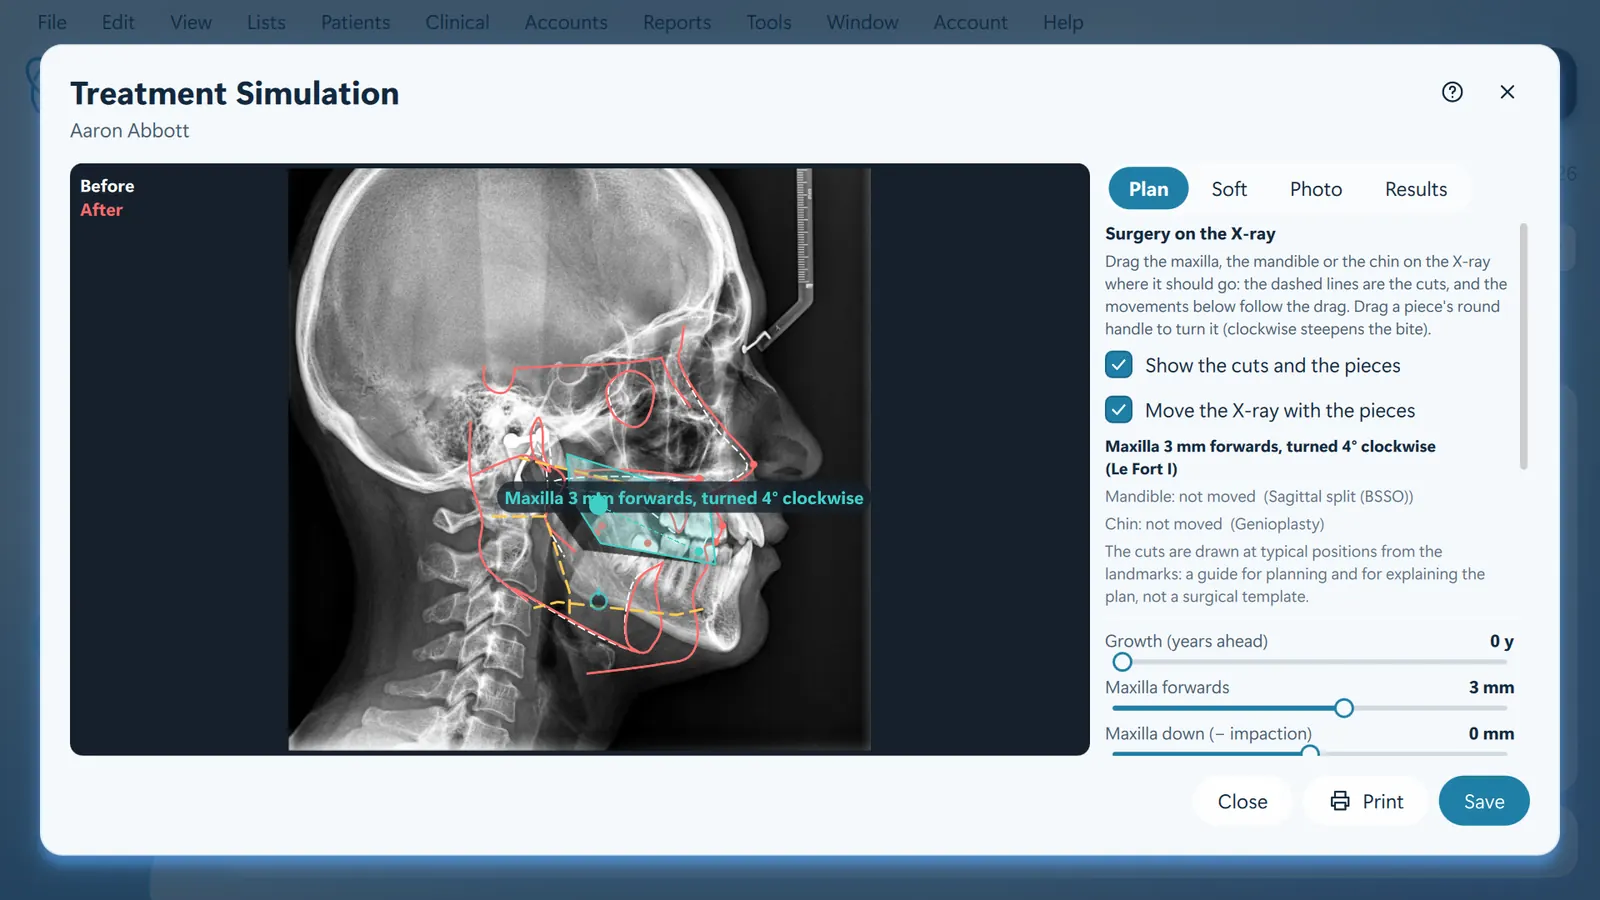 File Edit View Lists Patients Clinical Accounts Reports Tools Window Account Help
Treatment Simulation
Aaron Abbott
26
Before
After
Maxilla 3 mm forwards, turned 4° clockwise
Plan Soft Photo Results
Surgery on the X-ray
Drag the maxilla, the mandible or the chin on the X-ray
where it should go: the dashed lines are the cuts, and the
movements below follow the drag. Drag a piece's round
handle to turn it (clockwise steepens the bite).
Show the cuts and the pieces
Move the X-ray with the pieces
Maxilla 3 mm forwards, turned 4° clockwise
(Le Fort I)
Mandible: not moved (Sagittal split (BSSO))
Chin: not moved (Genioplasty)
The cuts are drawn at typical positions from the
landmarks: a guide for planning and for explaining the
plan, not a surgical template.
Growth (years ahead) 0 y
Maxilla forwards 3 mm
Maxilla down (− impaction) 0 mm
Close Print Save